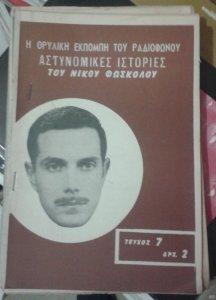 Η ΘΡΥΛΙΚΗ ΕΚΠΟΜΠΗ ΤΟΥ ΡΑΔΙΟΦΩΝΟΥ
ΑΣΤΥΝΟΜΙΚΕΣ ΙΣΤΟΡΙΕΣ
ΤΟΥ ΝΙΚΟΥ ΦΩΣΚΟΛΟΥ
ΤΕΥΧΟΣ 7
ΔΡΧ. 2